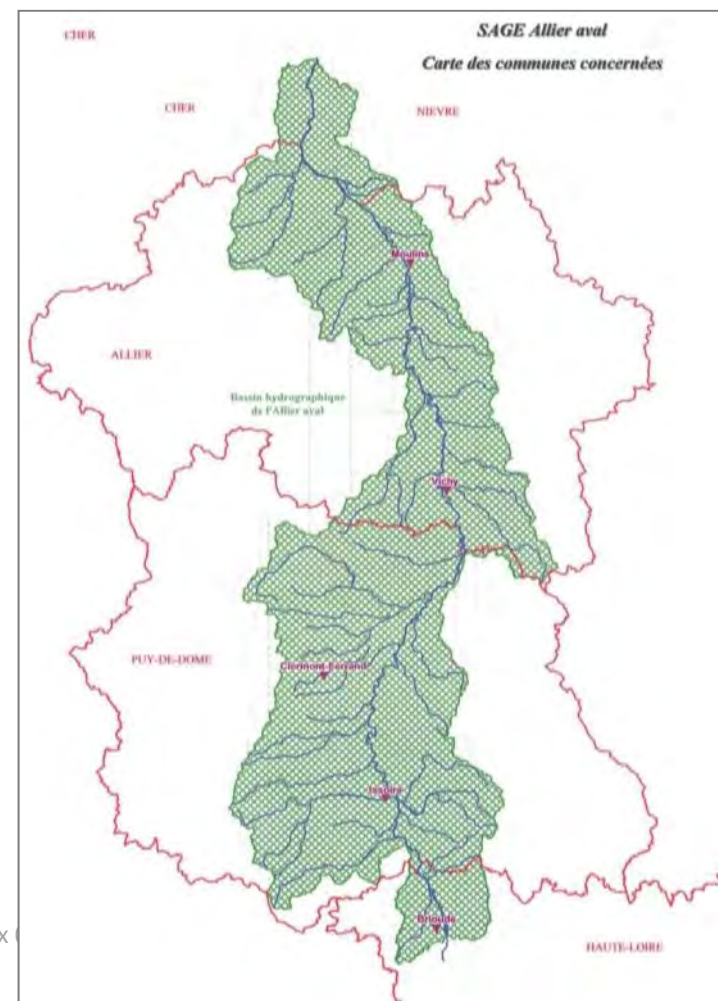 SAGE Allier aval
Carte des communes concernées
CHER
CHER
NIEVRE
Moulins
ALLIER
Bassin hydrographique
de l'Allier aval
Vichy
PUY-DE-DOME
Clermont-Ferrand
Issoire
Brioude
HAUTE-LOIRE
x (